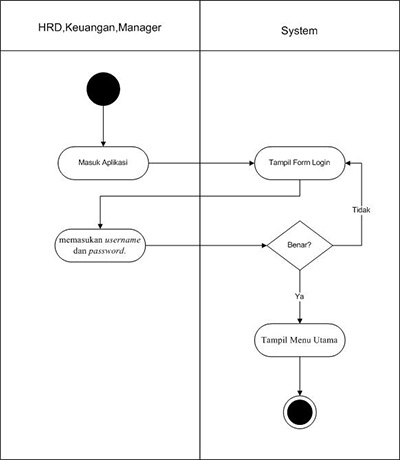 HRD,Keuangan,Manager
System
Masuk Aplikasi
Tampil Form Login
Tidak
memasukan username
dan password.
Benar?
Ya
Tampil Menu Utama